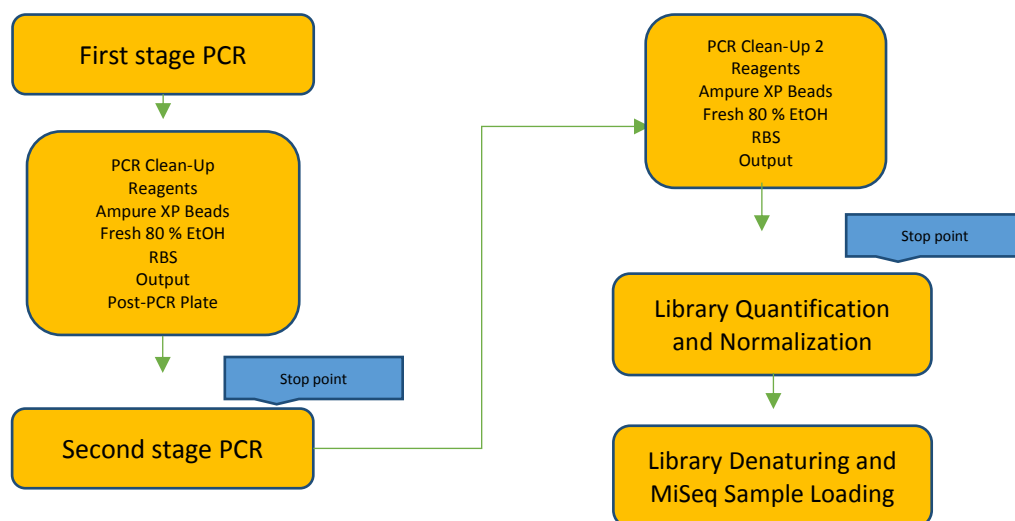 First stage PCR
PCR Clean-Up
Reagents
Ampure XP Beads
Fresh 80 % EtOH
RBS
Output
Post-PCR Plate
Stop point
Second stage PCR
PCR Clean-Up 2
Reagents
Ampure XP Beads
Fresh 80 % EtOH
RBS
Output
Stop point
Library Quantification
and Normalization
Library Denaturing and
MiSeq Sample Loading